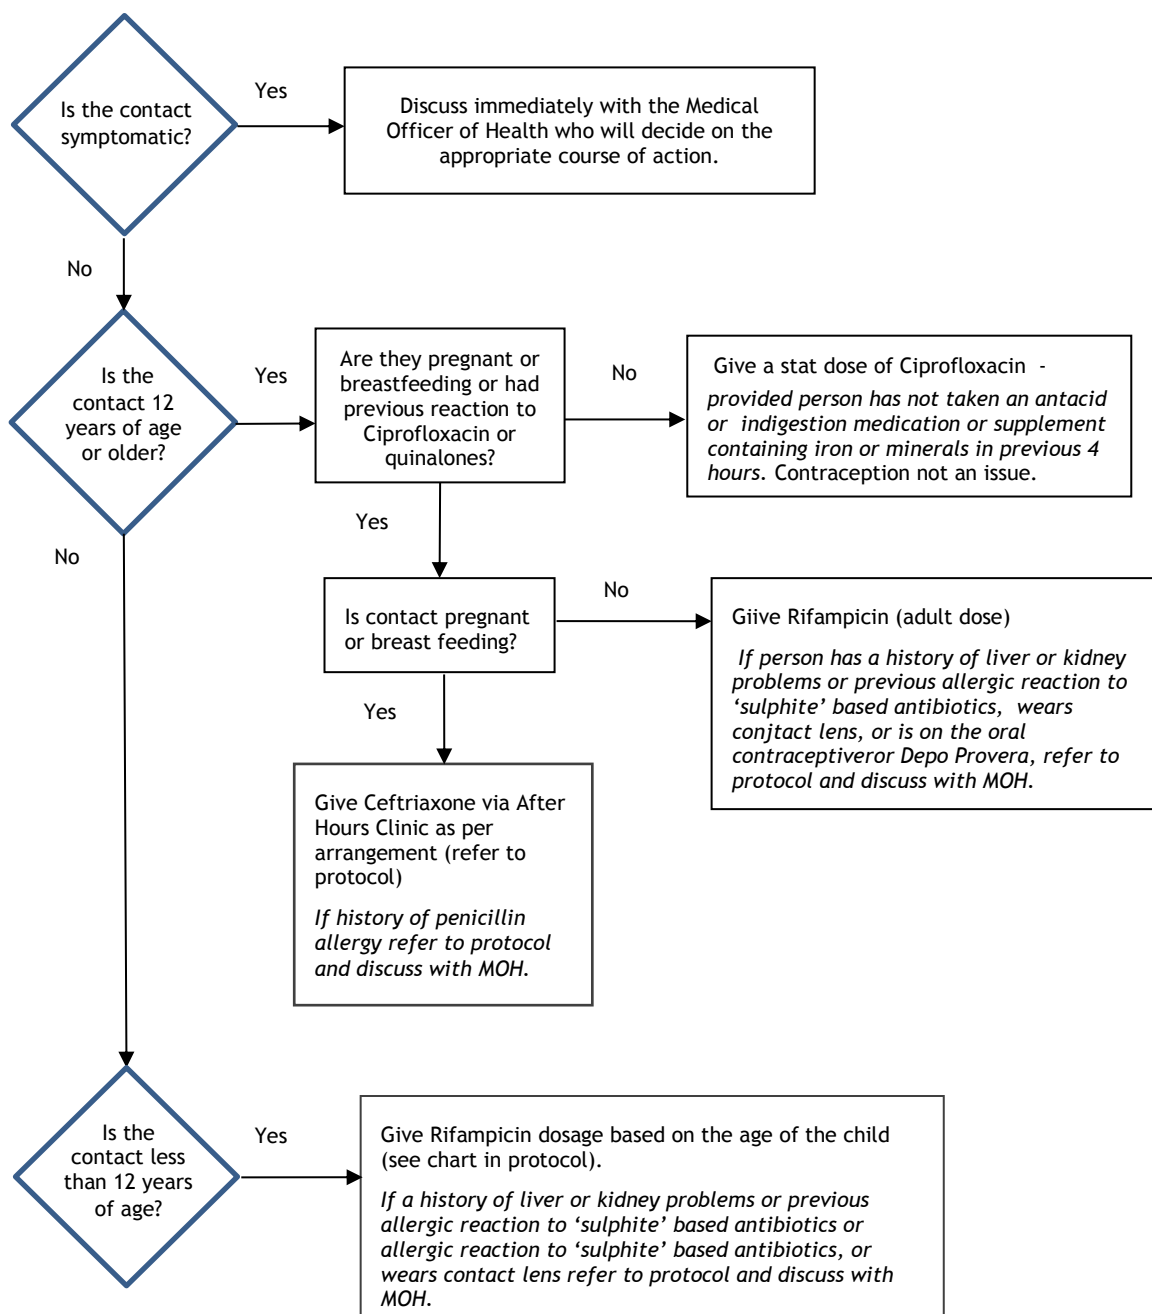 Is the contact
symptomatic?
Yes
Discuss immediately with the Medical
Officer of Health who will decide on the
appropriate course of action.
No
Is the
contact 12
years of age
or older?
Yes
Are they pregnant or
breastfeeding or had
previous reaction to
Ciprofloxacin or
quinalones?
No
Give a stat dose of Ciprofloxacin -
provided person has not taken an antacid
or indigestion medication or supplement
containing iron or minerals in previous 4
hours. Contraception not an issue.
Yes
No
Is contact pregnant
or breast feeding?
No
Giive Rifampicin (adult dose)
If person has a history of liver or kidney
problems or previous allergic reaction to
‘sulphite’ based antibiotics, wears
conjtact lens, or is on the oral
contraceptiveror Depo Provera, refer to
protocol and discuss with MOH.
Yes
Give Ceftriaxone via After
Hours Clinic as per
arrangement (refer to
protocol)
If history of penicillin
allergy refer to protocol
and discuss with MOH.
Is the
contact less
than 12 years
of age?
Yes
Give Rifampicin dosage based on the age of the child
(see chart in protocol).
If a history of liver or kidney problems or previous
allergic reaction to ‘sulphite’ based antibiotics or
allergic reaction to ‘sulphite’ based antibiotics, or
wears contact lens refer to protocol and discuss with
MOH.